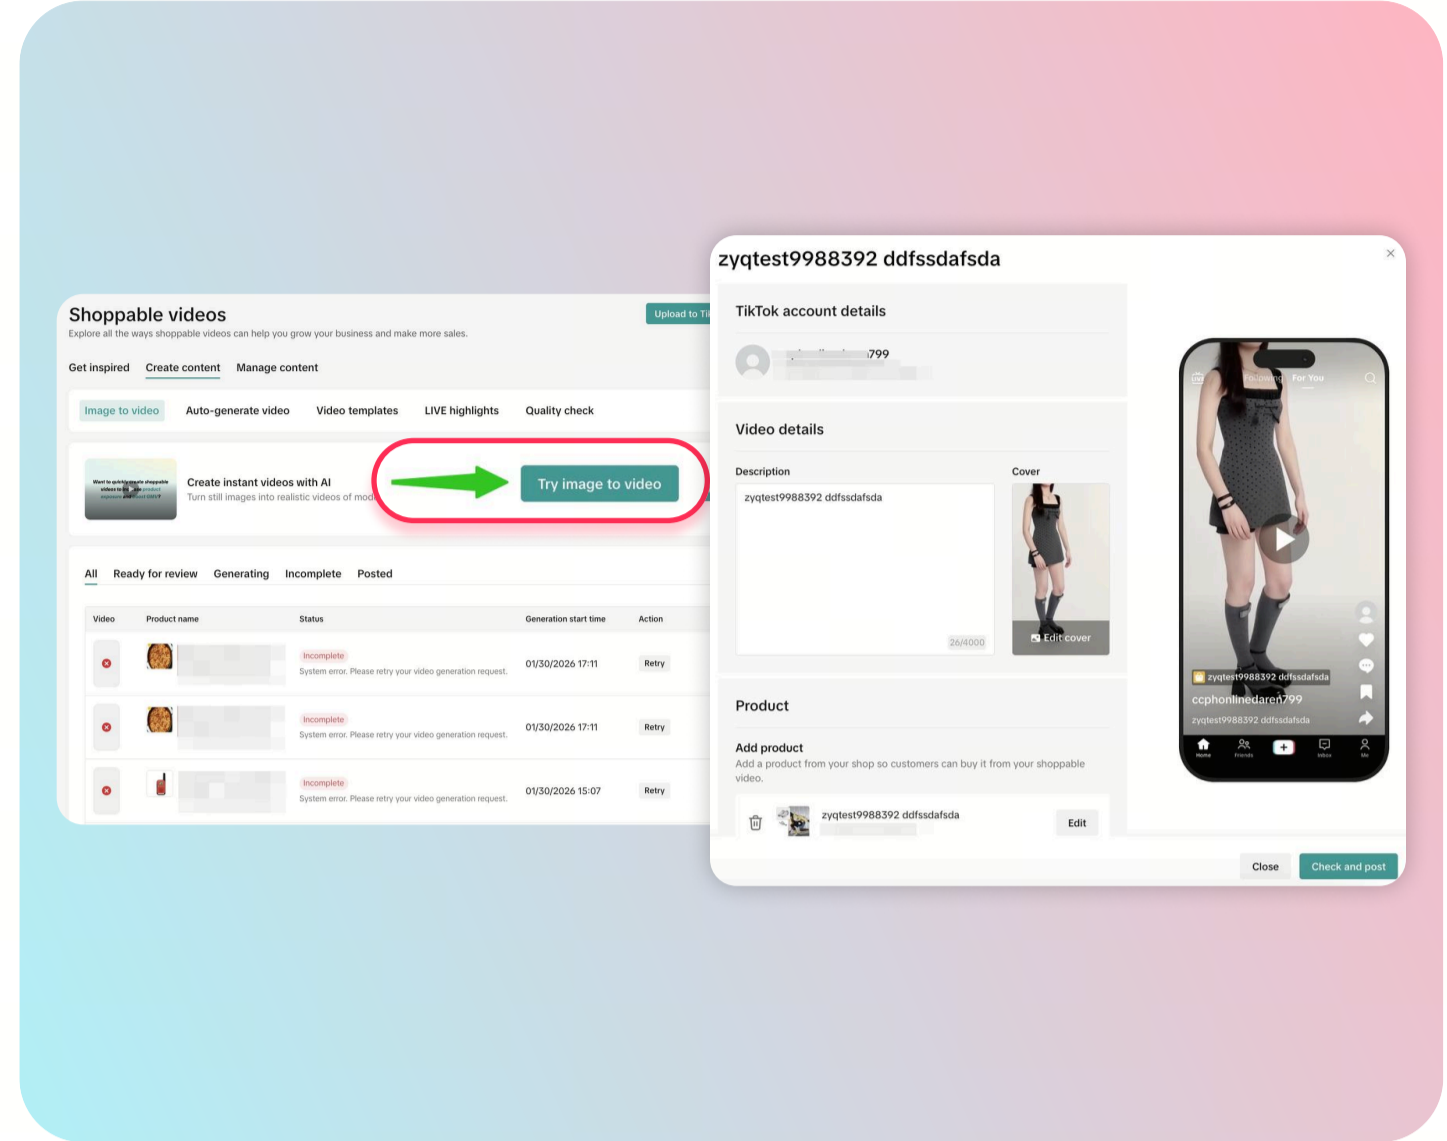 Shoppable videos
Explore all the ways shoppable videos can help you grow your business and make more sales.
Upload to Ti
Get inspired
Create content
Manage content
Image to video
Auto-generate video
Video templates
LIVE highlights
Quality check
Create instant videos with AI
Turn still images into realistic videos of mod
Try image to video
All
Ready for review
Generating
Incomplete
Posted
Video
Product name
Status
Generation start time
Action
Incomplete
System error. Please retry your video generation request.
01/30/2026 17:11
Retry
Incomplete
System error. Please retry your video generation request.
01/30/2026 17:11
Retry
Incomplete
System error. Please retry your video generation request.
01/30/2026 15:07
Retry
zyqtest9988392 ddfssdafsda
TikTok account details
799
Video details
Description
zyqtest9988392 ddfssdafsda
26/4000
Cover
Edit cover
Product
Add product
Add a product from your shop so customers can buy it from your shoppable
video.
zyqtest9988392 ddfssdafsda
Edit
Close
Check and post
LIVE
Following
For You
zyqtest9988392 ddfssdafsda
ccphonlinedaren799
zyqtest9988392 ddfssdafsda
Home
Friends
Inbox
Me